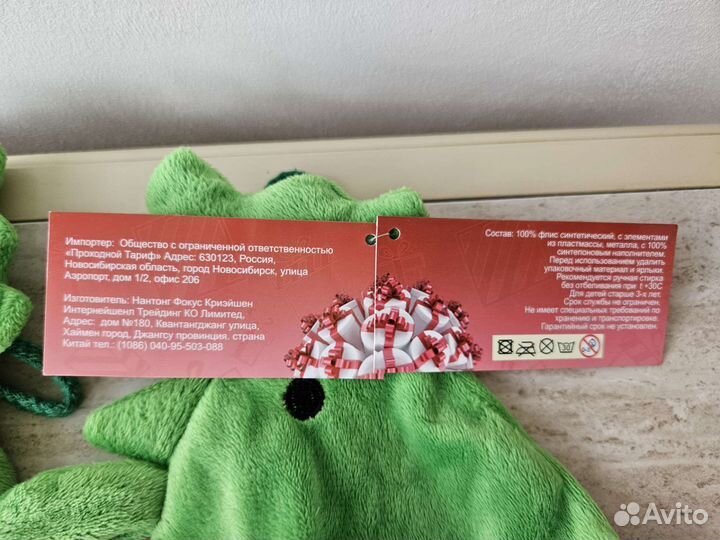 Импортер: Общество с ограниченной ответственностью
«Проходной Тариф» Адрес: 630123, Россия,
Новосибирская область, город Новосибирск, улица
Аэропорт, дом 1/2, офис 206
Изготовитель: Нантонг Фокус Криэйшен
Интернейшенл Трейдинг КО Лимитед,
Адрес: дом №180, Квантангджанг улица,
Хаймен город, Джангсу провинция, страна
Китай тел.: (1086) 040-95-503-088
Состав: 100% флис синтетический, с элементами
из пластмассы, металла, с 100%
синтепоновым наполнителем.
Перед использованием удалить
упаковочный материал и ярлыки.
Рекомендуется ручная стирка
без отбеливания при t +30С
Для детей старше 3-х лет.
Срок службы не ограничен.
Не имеет специальных требований по
хранению и транспортировке.
Гарантийный срок не установлен.
Avito